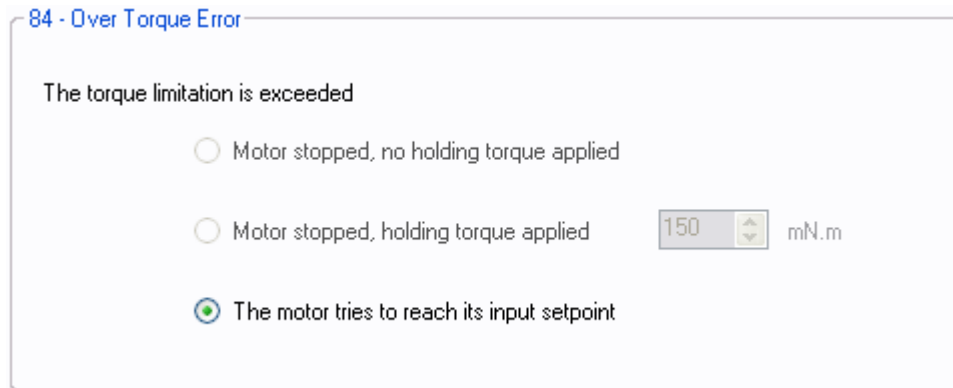 84 - Over Torque Error
The torque limitation is exceeded
Motor stopped, no holding torque applied
Motor stopped, holding torque applied 150 mN.m
The motor tries to reach its input setpoint